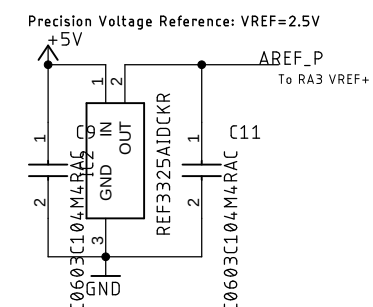 Precision Voltage Reference: VREF=2.5V
+5V
AREF_P
To RA3 VREF+
1
2
1
C9
IN
OUT
1
C11
IC2
GND
REF3325AIDCKR
2
3
2
C0603C104M4RAC
C0603C104M4RAC
GND